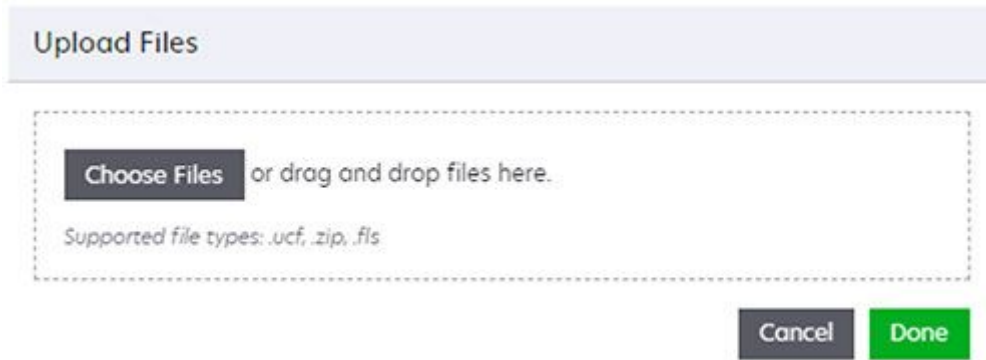 Upload Files
Choose Files or drag and drop files here.
Supported file types: .ucf, .zip, .fls
Cancel Done